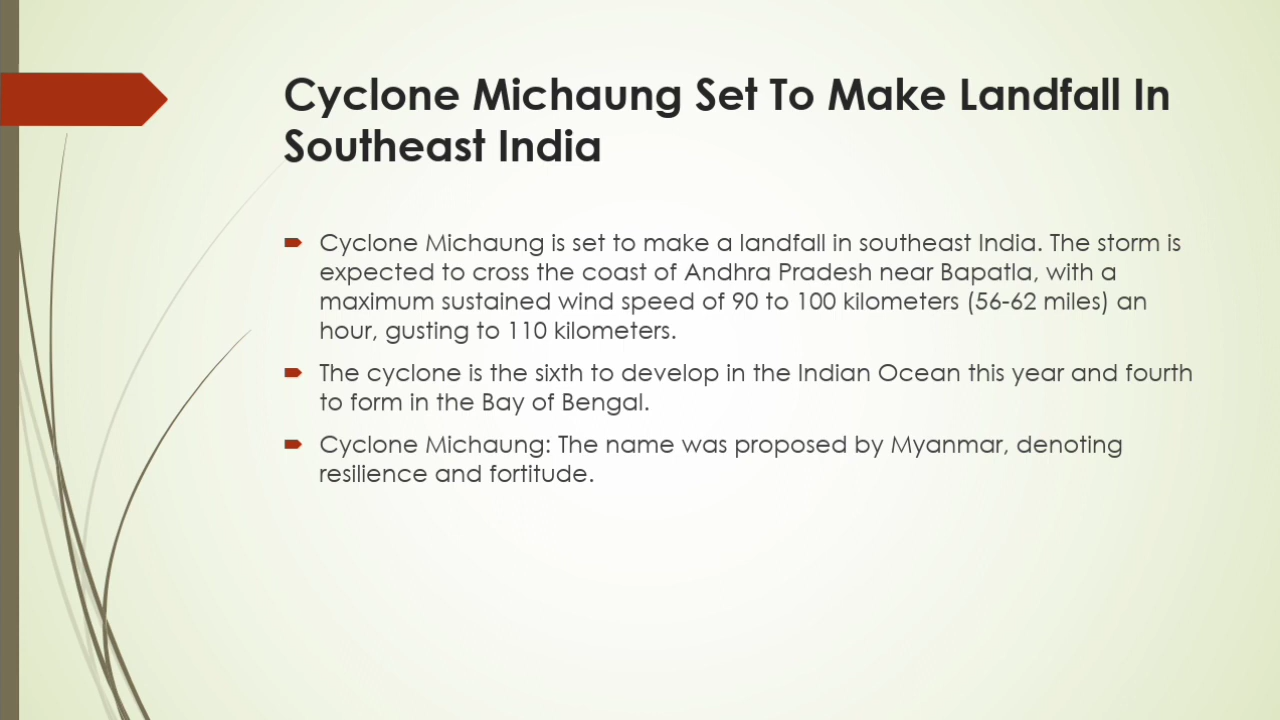 Cyclone Michaung Set To Make Landfall In
Southeast India
Cyclone Michaung is set to make a landfall in southeast India. The storm is
expected to cross the coast of Andhra Pradesh near Bapatla, with a
maximum sustained wind speed of 90 to 100 kilometers (56-62 miles) an
hour, gusting to 110 kilometers.
The cyclone is the sixth to develop in the Indian Ocean this year and fourth
to form in the Bay of Bengal.
Cyclone Michaung: The name was proposed by Myanmar, denoting
resilience and fortitude.